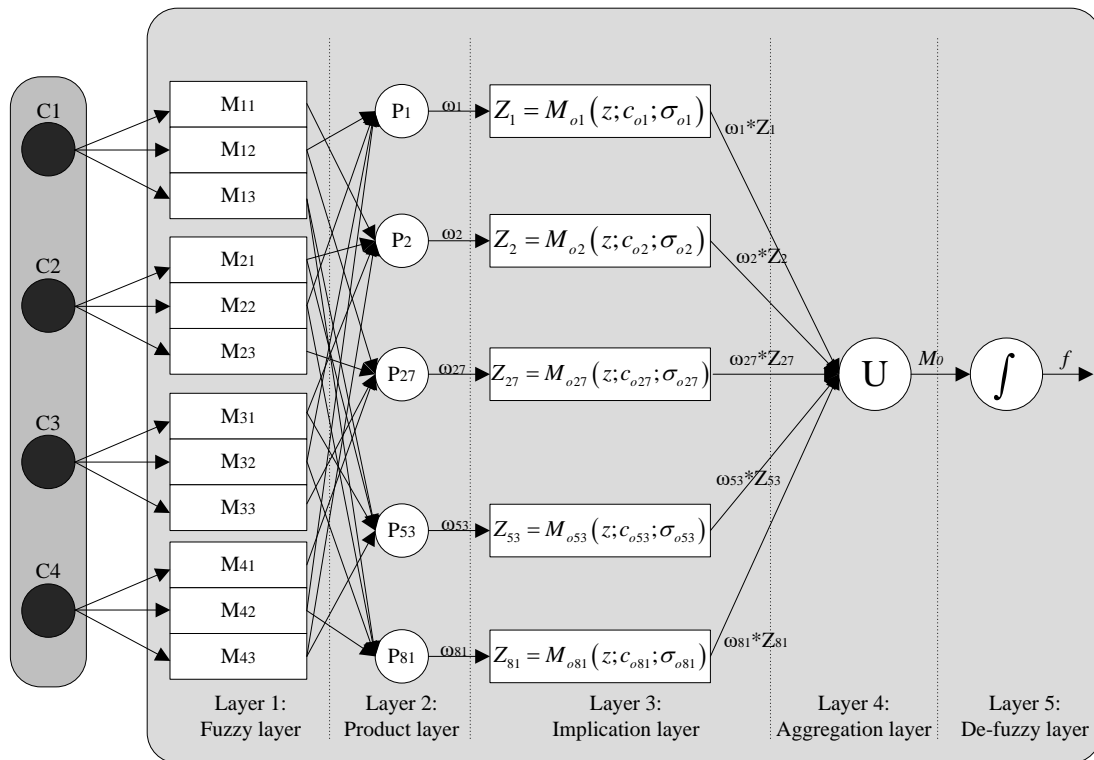 C1
C2
C3
C4
M11
M12
M13
M21
M22
M23
M31
M32
M33
M41
M42
M43
P1
P2
P27
P53
P81
ω1
ω2
ω27
ω53
ω81
Z1 = Mo1(z;co1;σo1)
Z2 = Mo2(z;co2;σo2)
Z27 = Mo27(z;co27;σo27)
Z53 = Mo53(z;co53;σo53)
Z81 = Mo81(z;co81;σo81)
ω1*Z1
ω2*Z2
ω27*Z27
ω53*Z53
ω81*Z81
U
M0
∫
f
Layer 1:
Fuzzy layer
Layer 2:
Product layer
Layer 3:
Implication layer
Layer 4:
Aggregation layer
Layer 5:
De-fuzzy layer